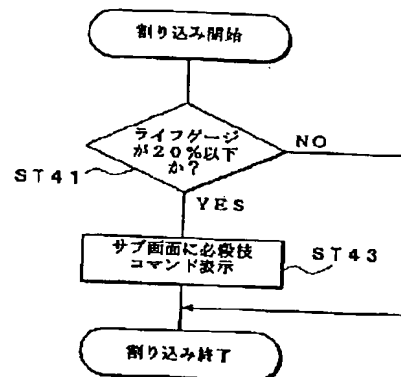 割り込み開始
ライフゲージ
が20%以下
か?
NO
ST41
YES
サブ画面に必殺技
コマンド表示
ST43
割り込み終了